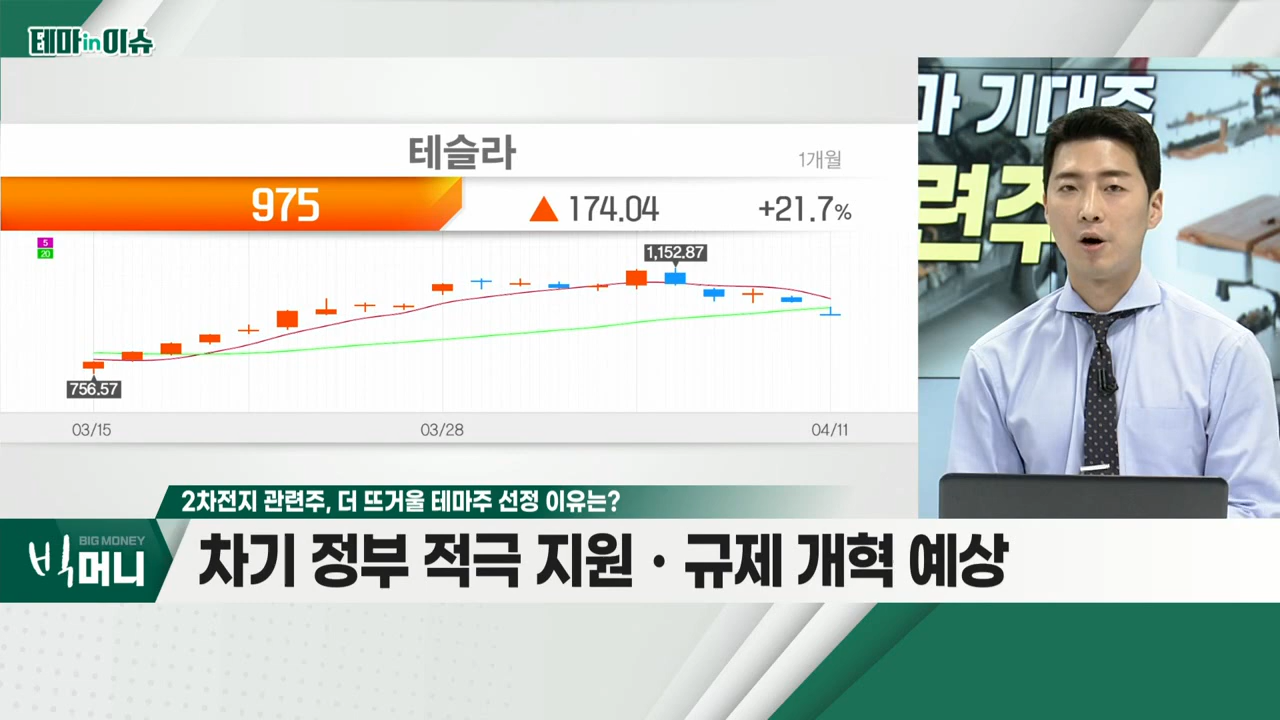 테마in이슈
마 기대주
련주
테슬라
1개월
975
▲ 174.04
+21.7%
5
20
1,152.87
756.57
03/15
03/28
04/11
2차전지 관련주, 더 뜨거울 테마주 선정 이유는?
BIG MONEY
빅머니
차기 정부 적극 지원·규제 개혁 예상